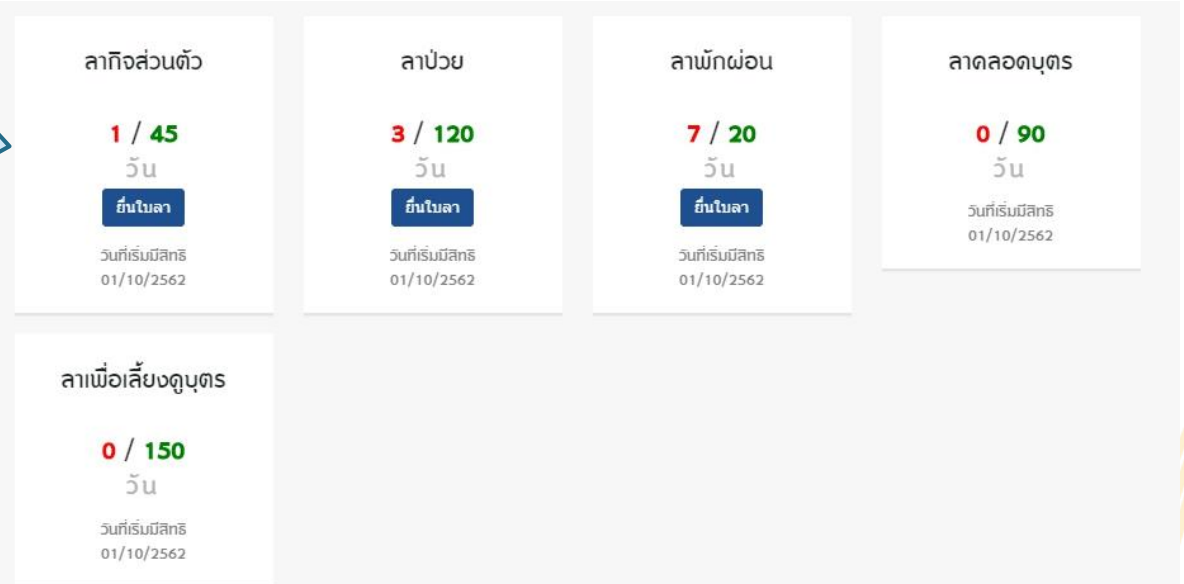 ลากิจส่วนตัว
1 / 45
วัน
ยื่นใบลา
วันที่เริ่มมีสิทธิ
01/10/2562
ลาป่วย
3 / 120
วัน
ยื่นใบลา
วันที่เริ่มมีสิทธิ
01/10/2562
ลาพักผ่อน
7 / 20
วัน
ยื่นใบลา
วันที่เริ่มมีสิทธิ
01/10/2562
ลาคลอดบุตร
0 / 90
วัน
วันที่เริ่มมีสิทธิ
01/10/2562
ลาเพื่อเลี้ยงดูบุตร
0 / 150
วัน
วันที่เริ่มมีสิทธิ
01/10/2562